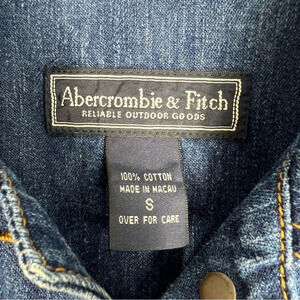 Abercrombie & Fitch
RELIABLE OUTDOOR GOODS
100% COTTON
MADE IN MACAU
S
OVER FOR CARE